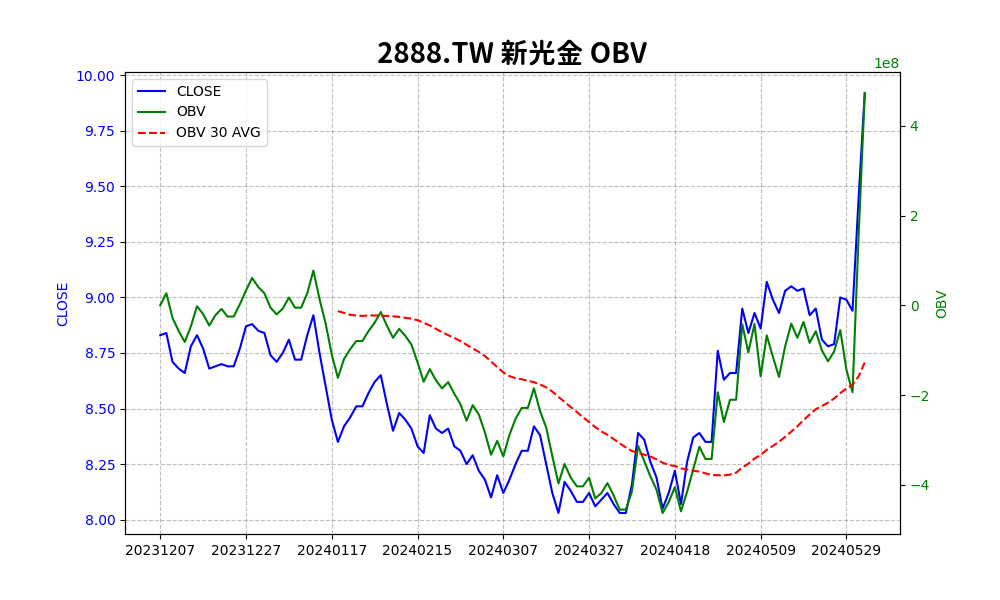 2888.TW 新光金 OBV
1e8
CLOSE
OBV
OBV 30 AVG
10.00
9.75
9.50
9.25
9.00
8.75
8.50
8.25
8.00
CLOSE
4
2
0
−2
−4
OBV
20231207 20231227 20240117 20240215 20240307 20240327 20240418 20240509 20240529